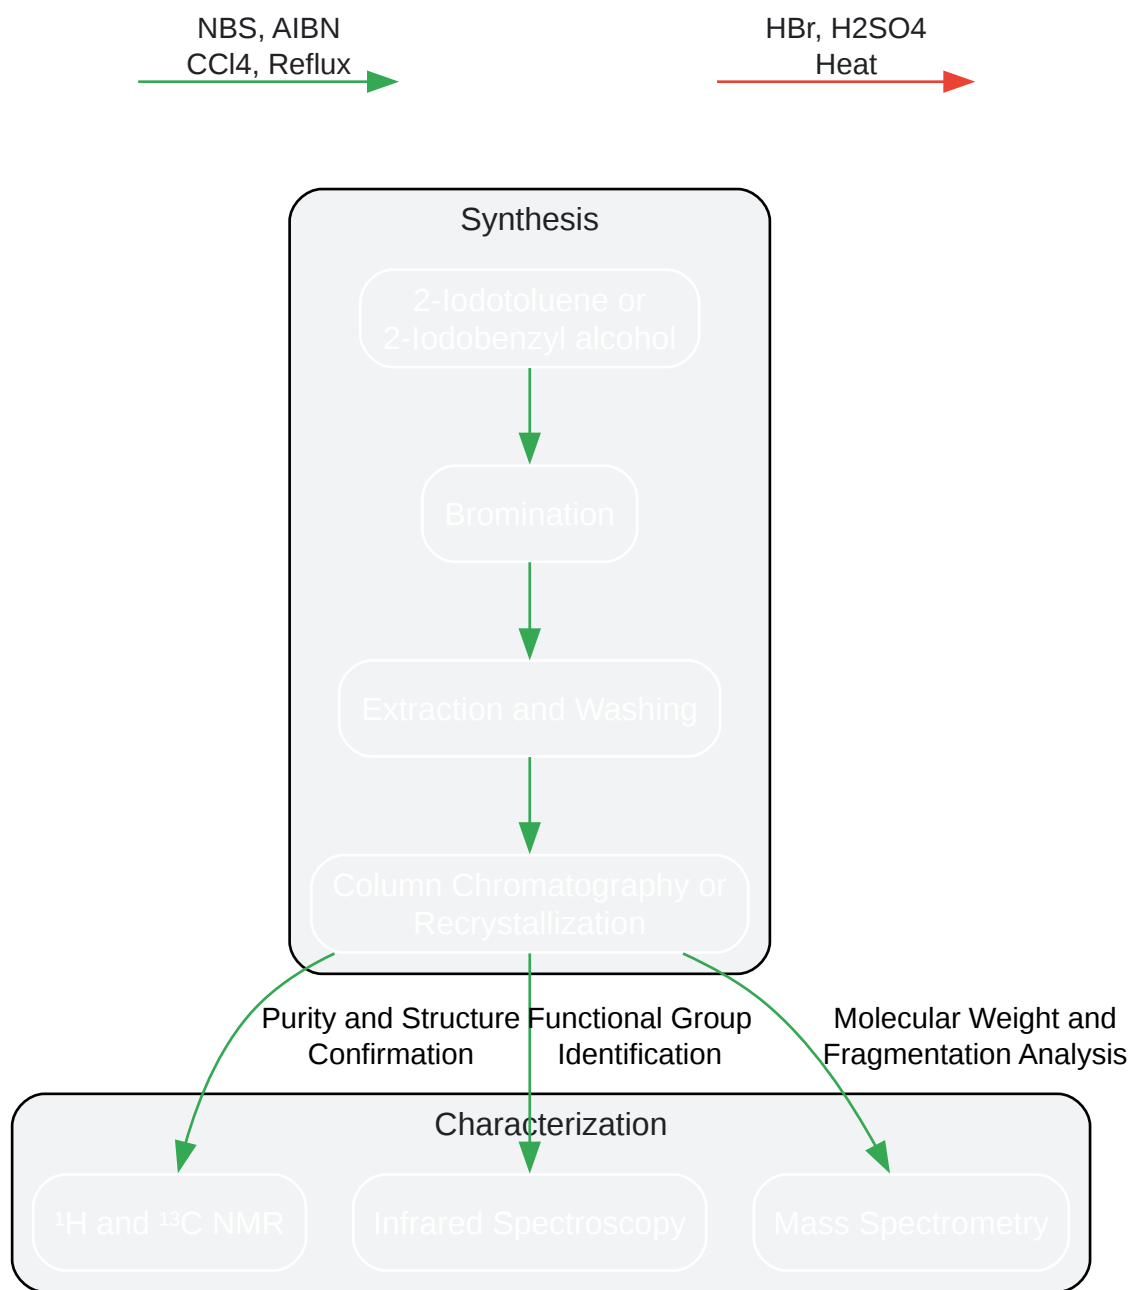 NBS, AIBN
CCl4, Reflux
HBr, H2SO4
Heat
Synthesis
2-Iodotoluene or
2-Iodobenzyl alcohol
Bromination
Extraction and Washing
Column Chromatography or
Recrystallization
Purity and Structure
Confirmation
Functional Group
Identification
Molecular Weight and
Fragmentation Analysis
Characterization
¹H and ¹³C NMR
Infrared Spectroscopy
Mass Spectrometry